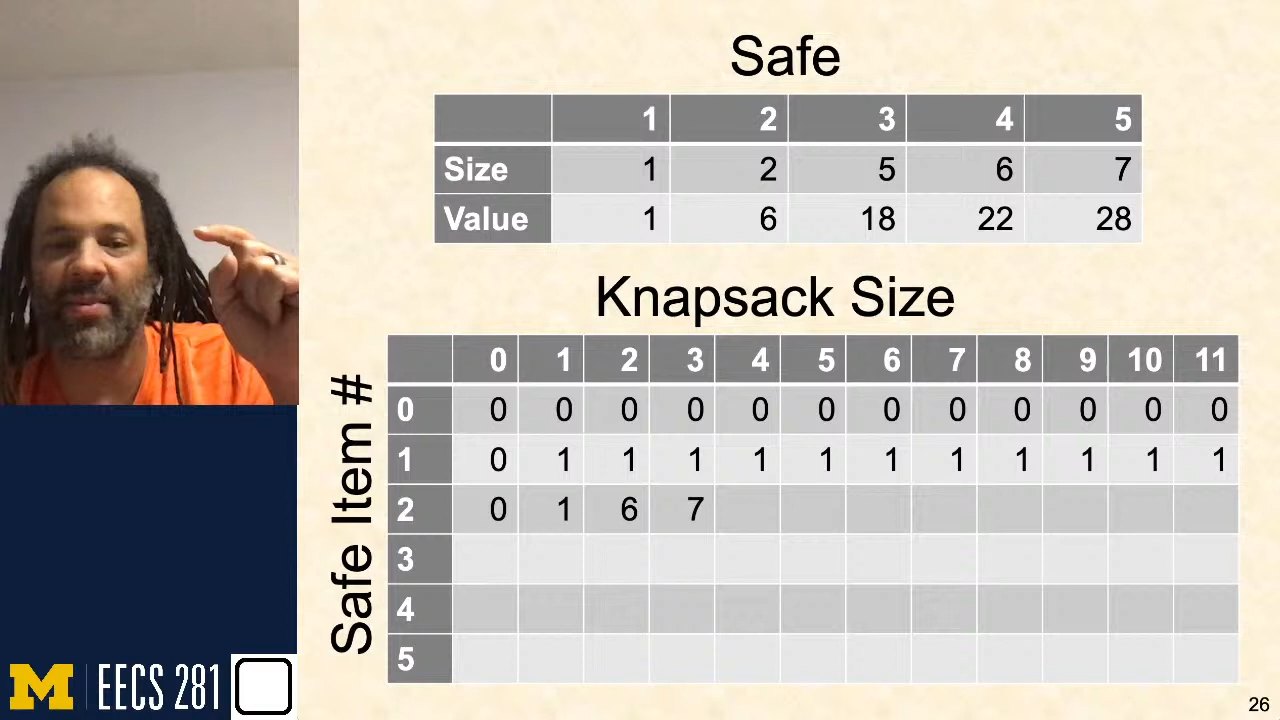 Safe
1 2 3 4 5
Size 1 2 5 6 7
Value 1 6 18 22 28
Knapsack Size
0 1 2 3 4 5 6 7 8 9 10 11
Safe Item #
0 0 0 0 0 0 0 0 0 0 0 0 0
1 0 1 1 1 1 1 1 1 1 1 1 1
2 0 1 6 7
3
4
5
M EECS 281
26